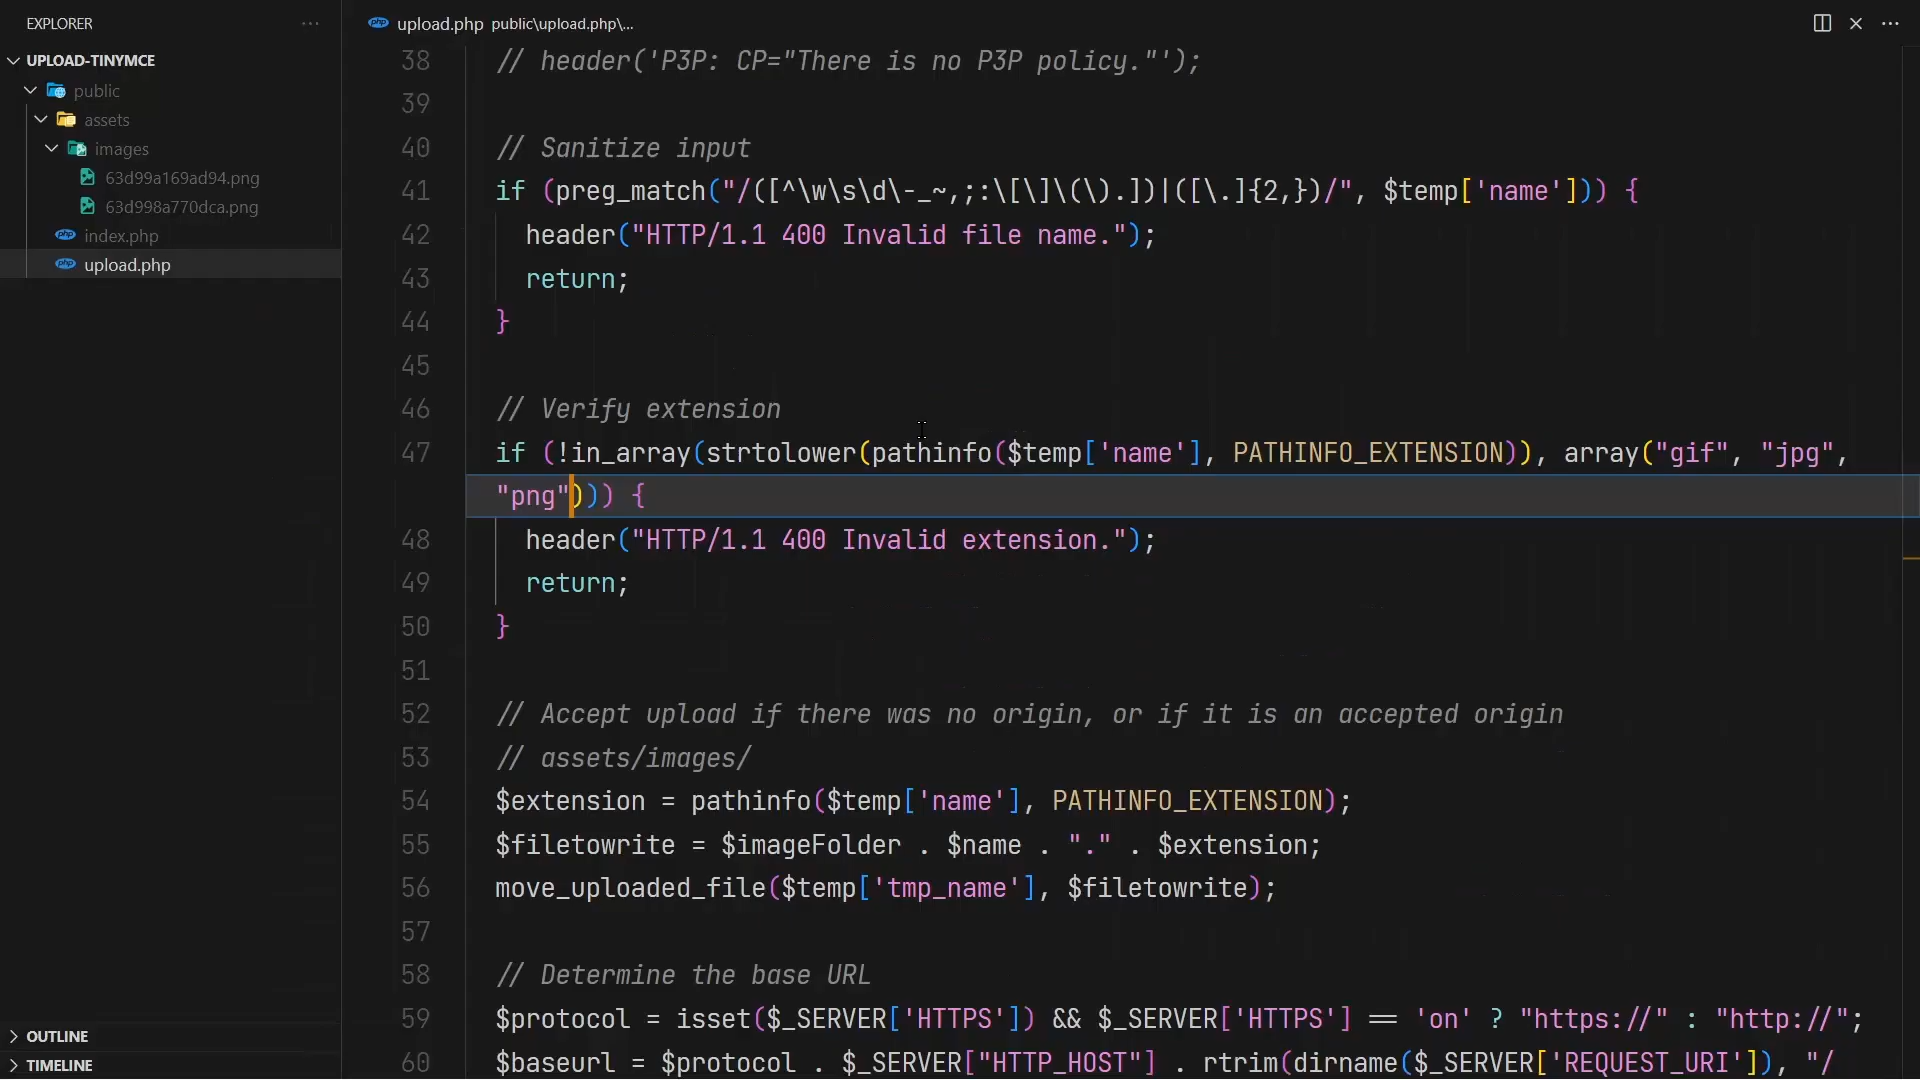 EXPLORER
UPLOAD-TINYMCE
public
assets
images
63d99a169ad94.png
63d998a770dca.png
index.php
upload.php
OUTLINE
TIMELINE
upload.php public\upload.php\...
38 // header('P3P: CP="There is no P3P policy."');
39
40 // Sanitize input
41 if (preg_match("/([^\w\s\d\-_~,;:\[\]\(\).])|([\.]{2,})/", $temp['name'])) {
42 header("HTTP/1.1 400 Invalid file name.");
43 return;
44 }
45
46 // Verify extension
47 if (!in_array(strtolower(pathinfo($temp['name'], PATHINFO_EXTENSION)), array("gif", "jpg",
"png"))) {
48 header("HTTP/1.1 400 Invalid extension.");
49 return;
50 }
51
52 // Accept upload if there was no origin, or if it is an accepted origin
53 // assets/images/
54 $extension = pathinfo($temp['name'], PATHINFO_EXTENSION);
55 $filetowrite = $imageFolder . $name . "." . $extension;
56 move_uploaded_file($temp['tmp_name'], $filetowrite);
57
58 // Determine the base URL
59 $protocol = isset($_SERVER['HTTPS']) && $_SERVER['HTTPS'] == 'on' ? "https://" : "http://";
60 $baseurl = $protocol . $_SERVER["HTTP_HOST"] . rtrim(dirname($_SERVER['REQUEST_URI']), "/